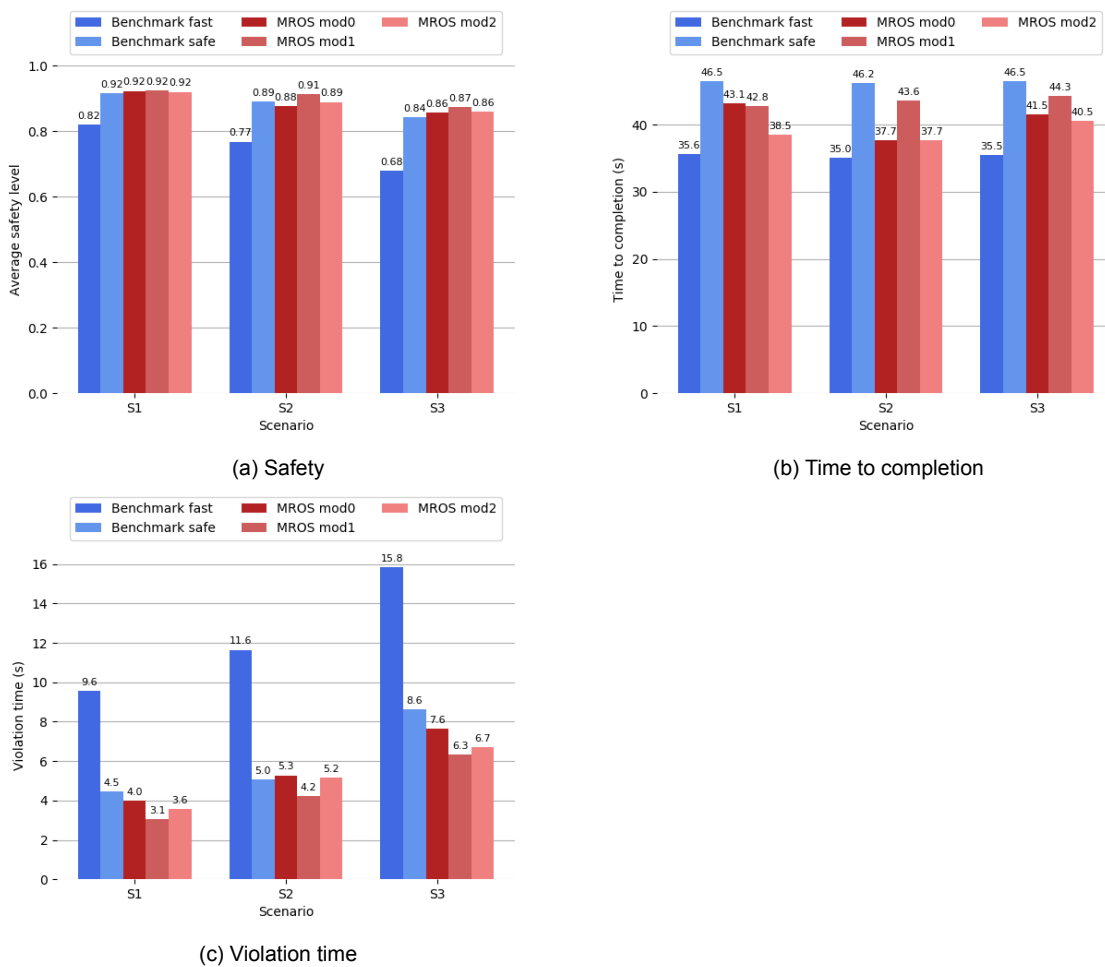 Benchmark fast MROS mod0 MROS mod2
Benchmark safe MROS mod1
Average safety level
1.0
0.8
0.6
0.4
0.2
0.0
0.82 0.92 0.92 0.92 0.92
0.77 0.89 0.88 0.91 0.89
0.68 0.84 0.86 0.87 0.86
S1 S2 S3
Scenario
(a) Safety
Benchmark fast MROS mod0 MROS mod2
Benchmark safe MROS mod1
Time to completion (s)
40
30
20
10
0
35.6 46.5 43.1 42.8 38.5
35.0 46.2 37.7 43.6 37.7
35.5 46.5 41.5 44.3 40.5
S1 S2 S3
Scenario
(b) Time to completion
Benchmark fast MROS mod0 MROS mod2
Benchmark safe MROS mod1
Violation time (s)
16
14
12
10
8
6
4
2
0
9.6 4.5 4.0 3.1 3.6
11.6 5.0 5.3 4.2 5.2
15.8 8.6 7.6 6.3 6.7
S1 S2 S3
Scenario
(c) Violation time